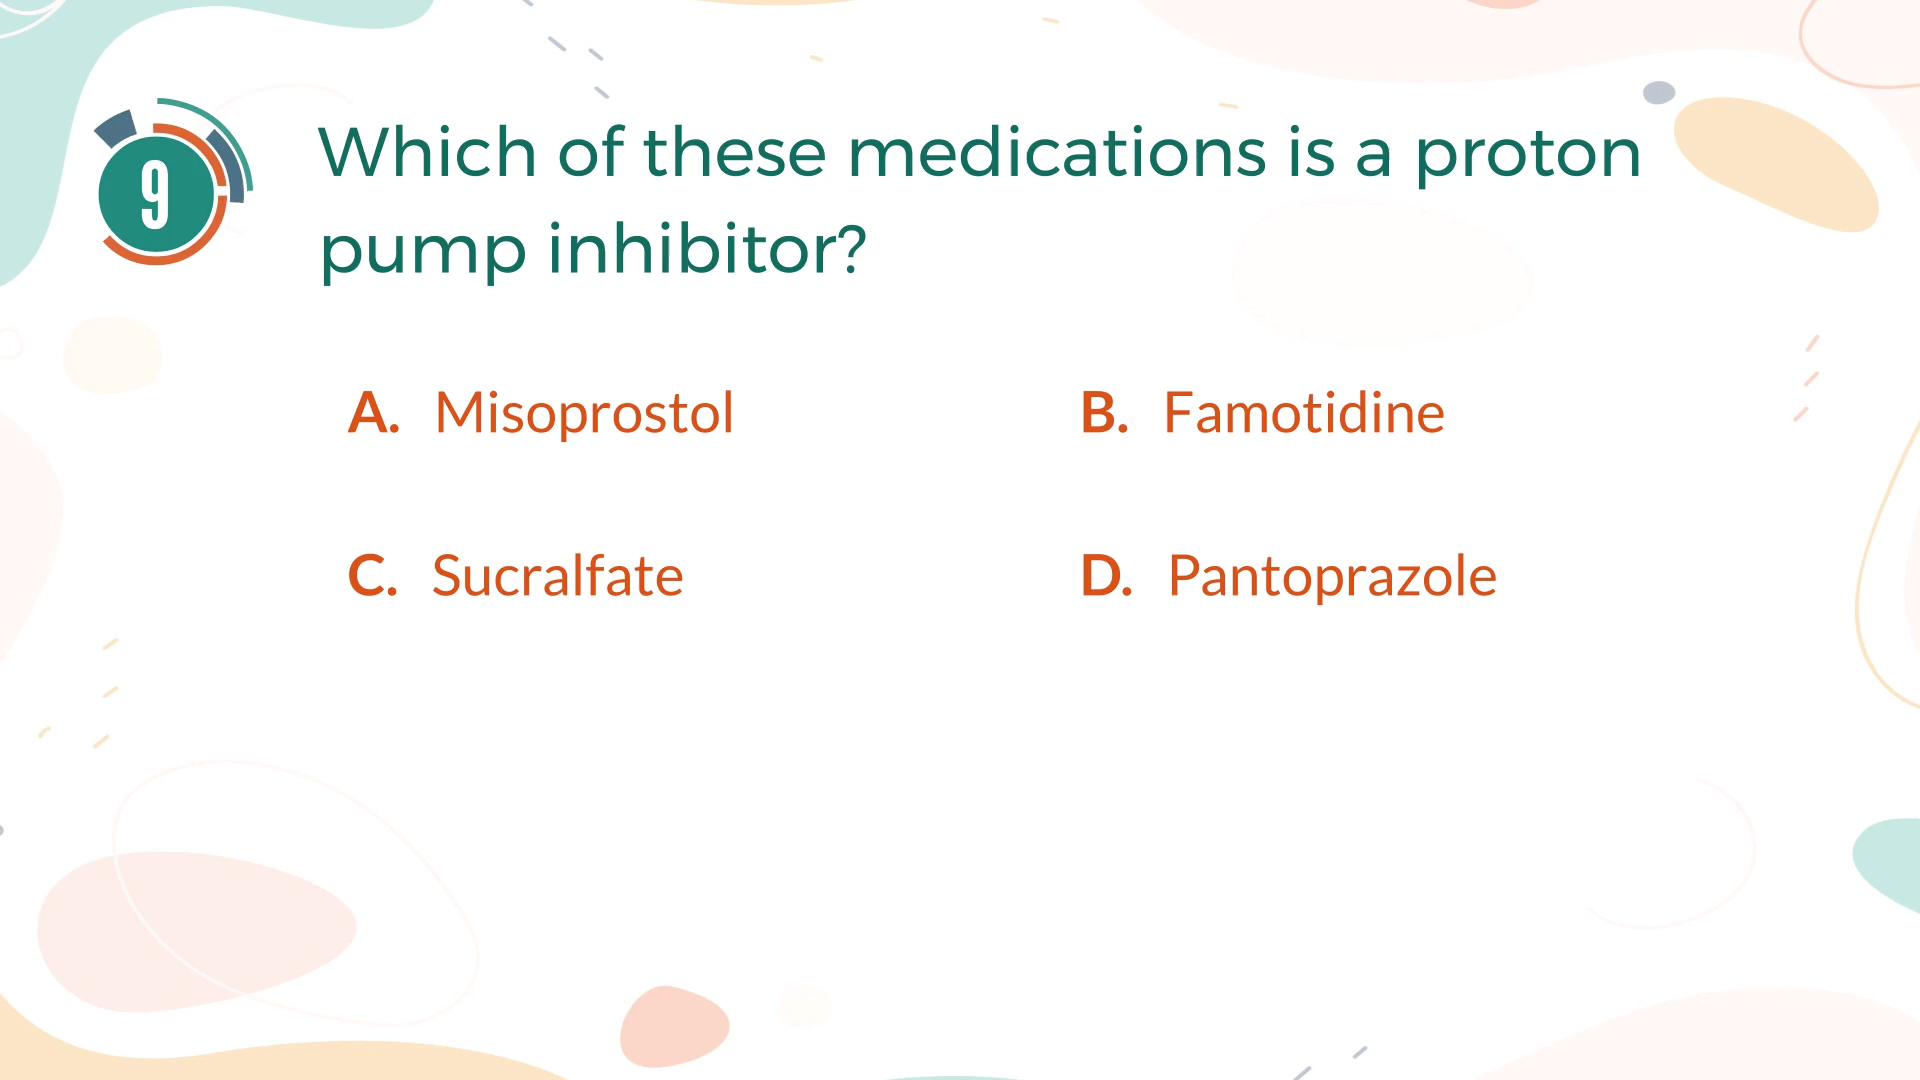 9
Which of these medications is a proton
pump inhibitor?
A. Misoprostol
B. Famotidine
C. Sucralfate
D. Pantoprazole